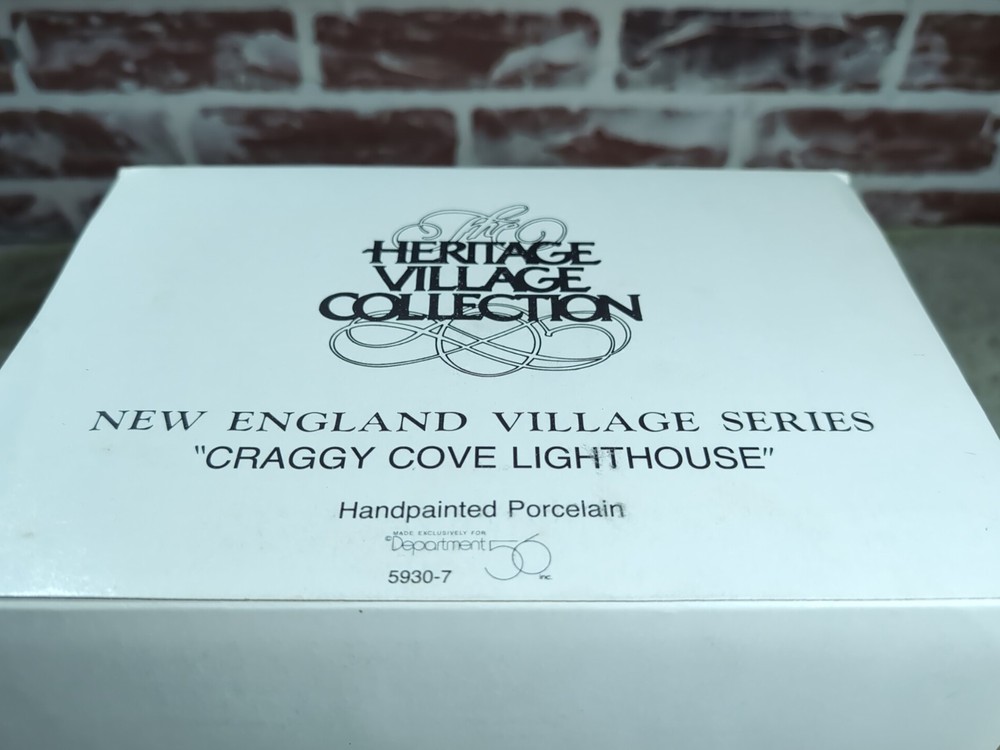 The
HERITAGE
VILLAGE
COLLECTION
NEW ENGLAND VILLAGE SERIES
"CRAGGY COVE LIGHTHOUSE"
Handpainted Porcelain
MADE EXCLUSIVELY FOR
©Department 56 inc.
5930-7